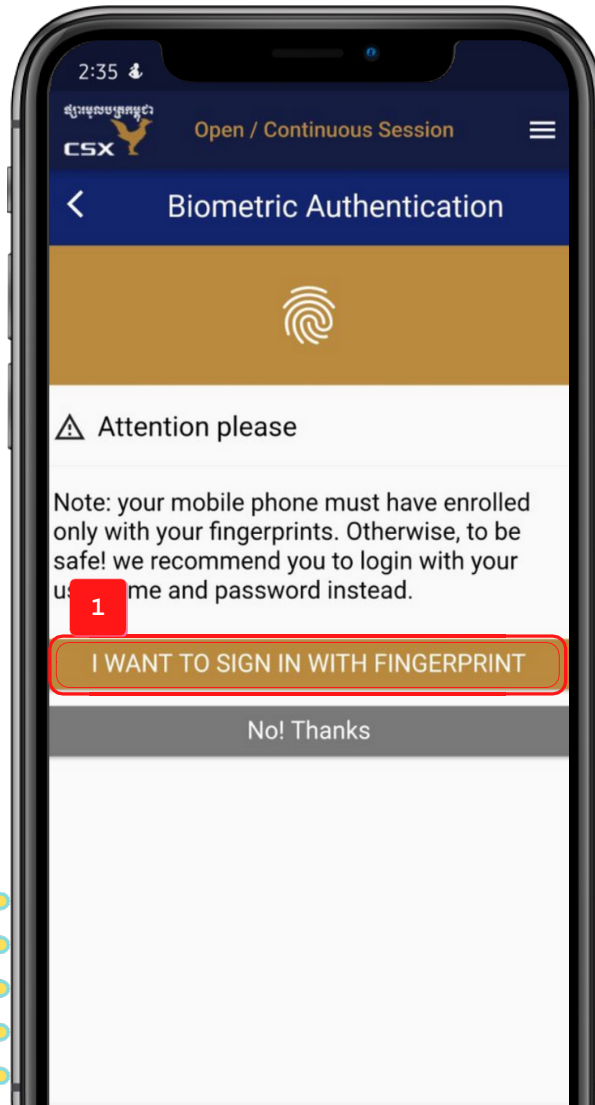 2:35
ផ្សារមូលបត្រកម្ពុជា
CSX
Open / Continuous Session
Biometric Authentication
Attention please
Note: your mobile phone must have enrolled
only with your fingerprints. Otherwise, to be
safe! we recommend you to login with your
me and password instead.
1
I WANT TO SIGN IN WITH FINGERPRINT
No! Thanks